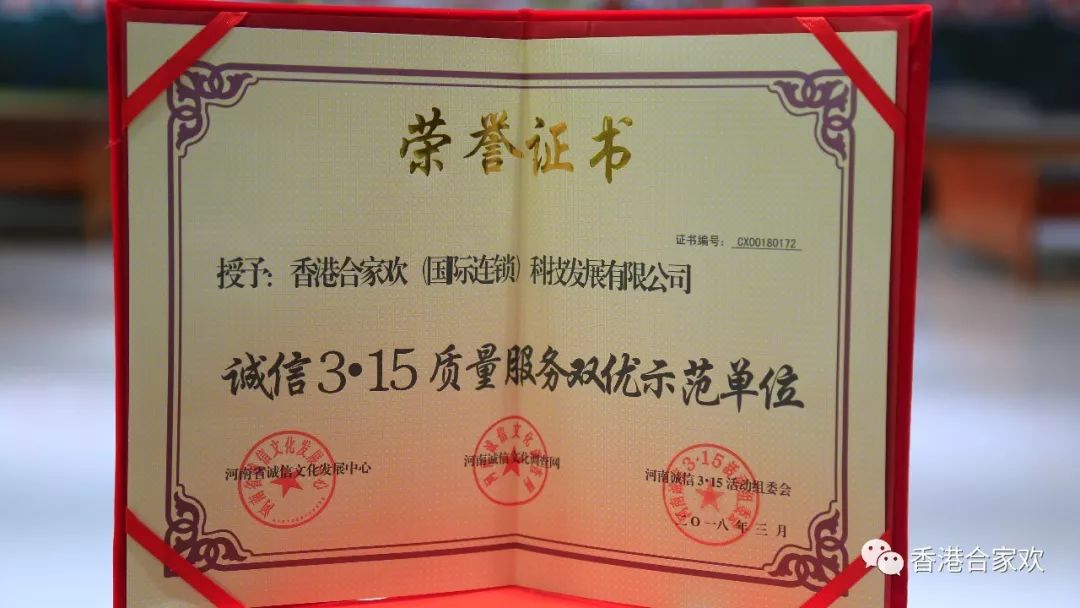 荣誉证书
证书编号： CX00180172
授予：香港合家欢（国际连锁）科技发展有限公司
诚信3·15质量服务双优示范单位
河南省诚信文化发展中心
河南诚信文化调查网
河南诚信3·15活动组委会
二〇一八年三月
香港合家欢